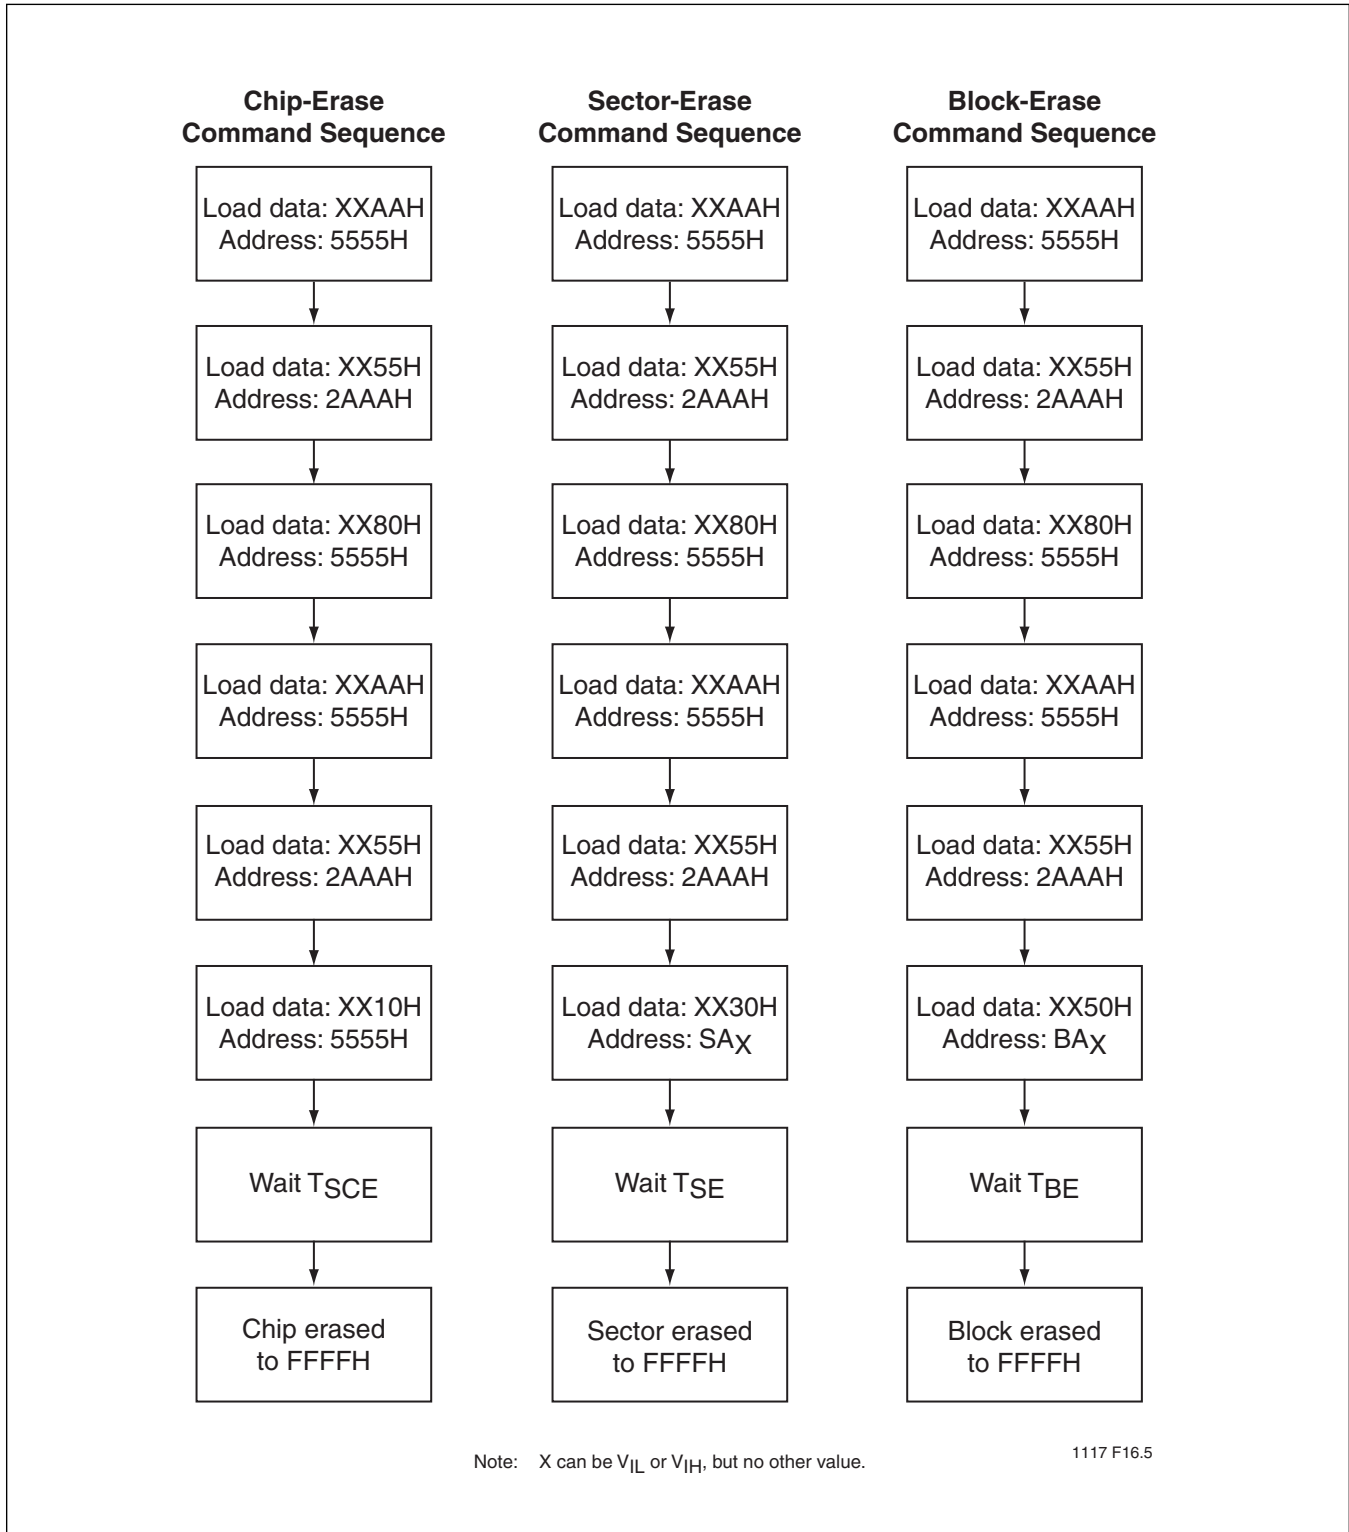 Chip-Erase
Command Sequence
Load data: XXAAH
Address: 5555H
Load data: XX55H
Address: 2AAAH
Load data: XX80H
Address: 5555H
Load data: XXAAH
Address: 5555H
Load data: XX55H
Address: 2AAAH
Load data: XX10H
Address: 5555H
Wait TSCE
Chip erased
to FFFFH
Sector-Erase
Command Sequence
Load data: XXAAH
Address: 5555H
Load data: XX55H
Address: 2AAAH
Load data: XX80H
Address: 5555H
Load data: XXAAH
Address: 5555H
Load data: XX55H
Address: 2AAAH
Load data: XX30H
Address: SAX
Wait TSE
Sector erased
to FFFFH
Block-Erase
Command Sequence
Load data: XXAAH
Address: 5555H
Load data: XX55H
Address: 2AAAH
Load data: XX80H
Address: 5555H
Load data: XXAAH
Address: 5555H
Load data: XX55H
Address: 2AAAH
Load data: XX50H
Address: BAX
Wait TBE
Block erased
to FFFFH
Note: X can be VIL or VIH, but no other value.
1117 F16.5